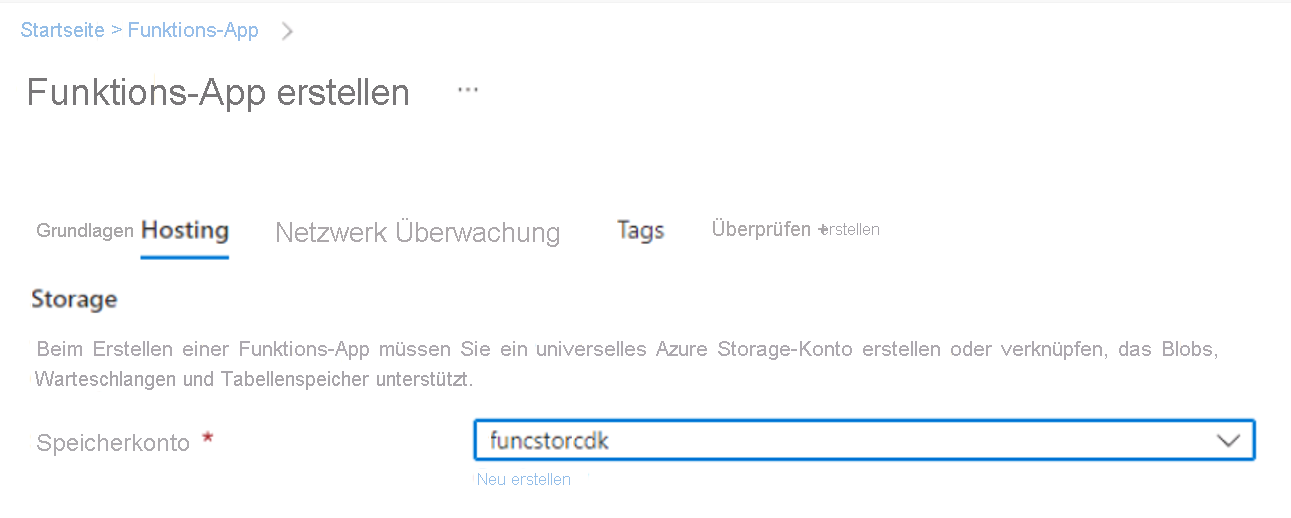 Startseite > Funktions-App >
Funktions-App erstellen ...
Grundlagen Hosting Netzwerk Überwachung Tags Überprüfen + erstellen
Storage
Beim Erstellen einer Funktions-App müssen Sie ein universelles Azure Storage-Konto erstellen oder verknüpfen, das Blobs,
Warteschlangen und Tabellenspeicher unterstützt.
Speicherkonto * funcstorcdk
Neu erstellen